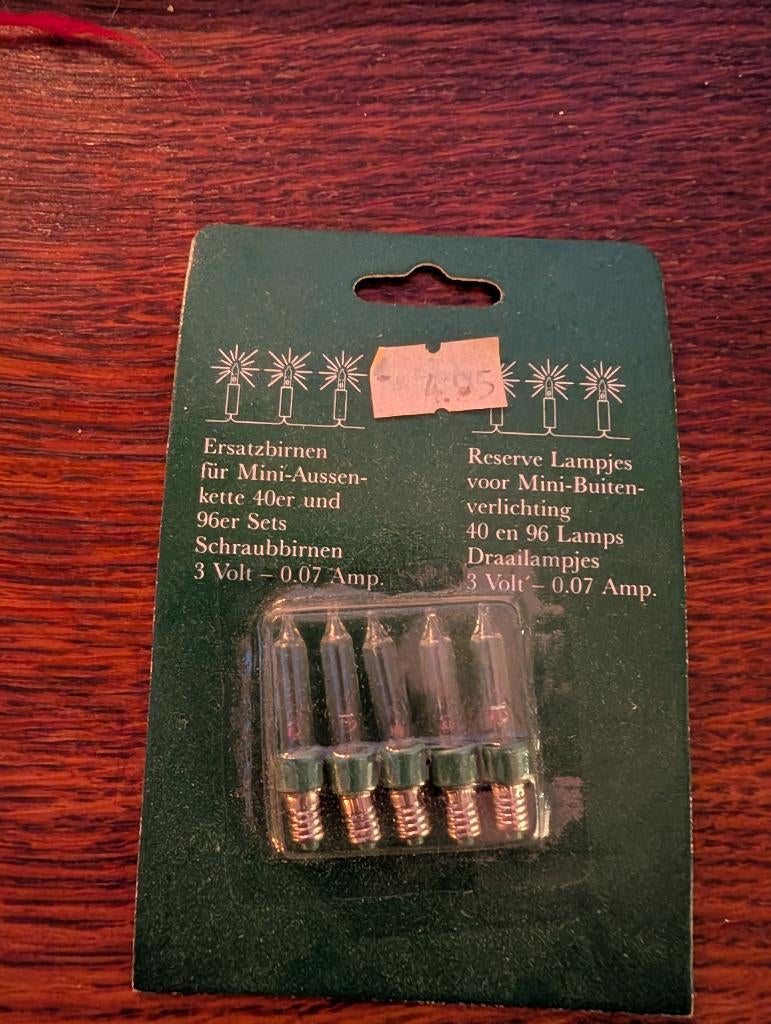 4.95
Ersatzbirnen
für Mini-Aussen-
kette 40er und
96er Sets
Schraubbirnen
3 Volt – 0.07 Amp.
Reserve Lampjes
voor Mini-Buiten-
verlichting
40 en 96 Lamps
Draailampjes
3 Volt – 0.07 Amp.